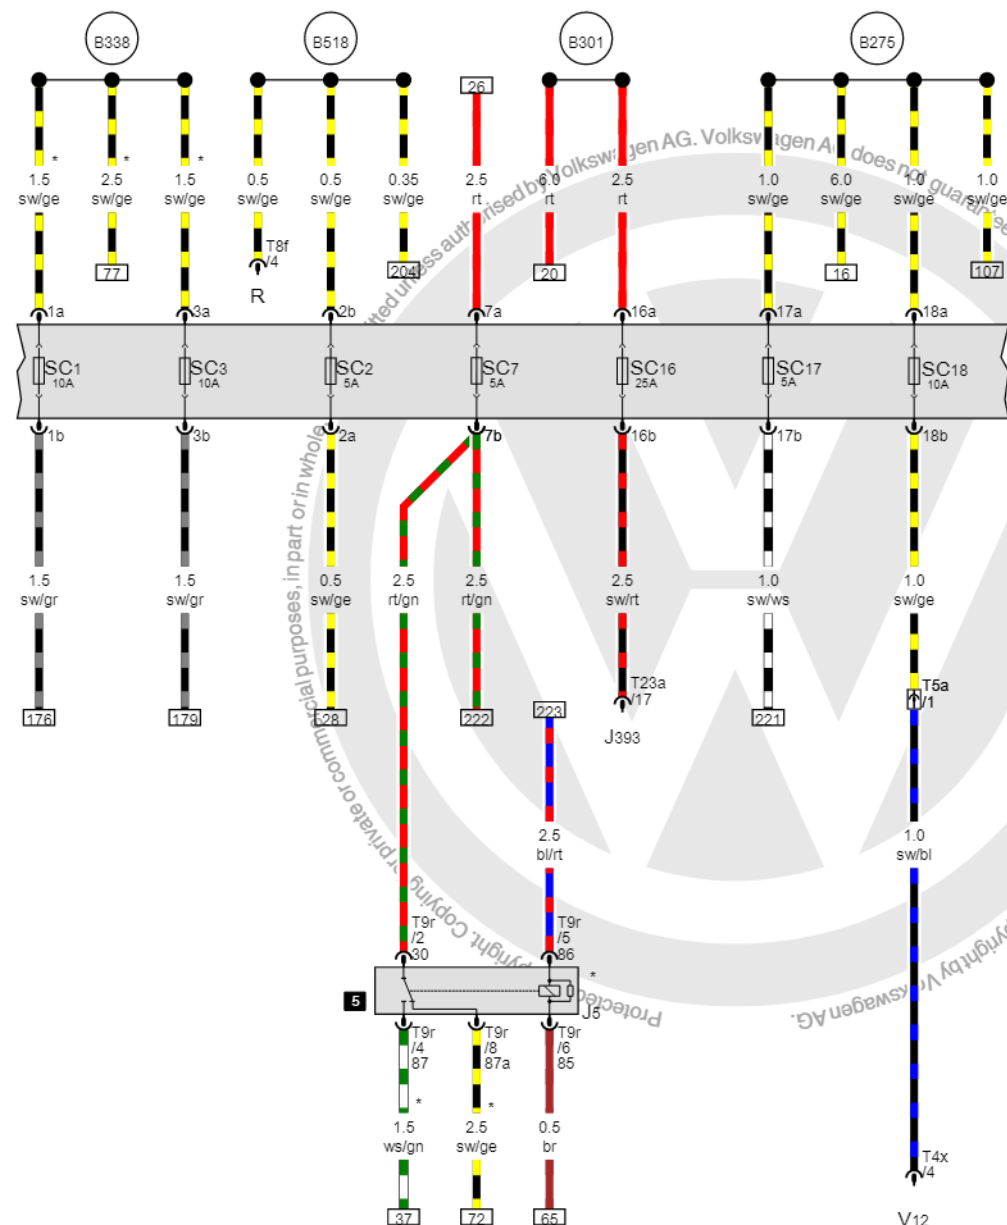 B338 B518 B301 B275
26
* * *
1.5 2.5 1.5 0.5 0.5 0.35 2.5 6.0 2.5 1.0 6.0 1.0 1.0
sw/ge sw/ge sw/ge sw/ge sw/ge sw/ge rt rt rt sw/ge sw/ge sw/ge sw/ge
T8f
/4
77 204 20 16 107
R
1a 3a 2b 7a 16a 17a 18a
SC1 SC3 SC2 SC7 SC16 SC17 SC18
10A 10A 5A 5A 25A 5A 10A
1b 3b 2a 7b 16b 17b 18b
1.5 1.5 0.5 2.5 2.5 2.5 1.0 1.0
sw/gr sw/gr sw/ge rt/gn rt/gn sw/rt sw/ws sw/ge
T23a T5a
/17 /1
176 179 28 222 223 221
J393
2.5 1.0
bl/rt sw/bl
T9r T9r
/2 /5
30 86
*
5 J5
T9r T9r T9r
/4 /8 /6
87 87a 85
* *
1.5 2.5 0.5
ws/gn sw/ge br
T4x
/4
37 72 65 V12
Protected by copyright. Copying for private or commercial purposes, in part or in whole
itted unless authorised by Volkswagen AG. Volkswagen AG does not guarantee
pyright by Volkswagen AG.